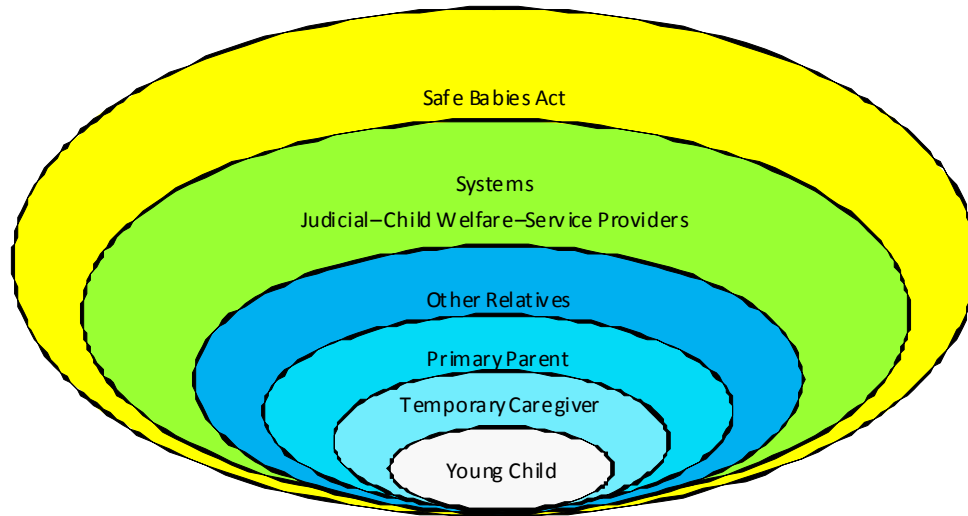 Safe Babies Act
Systems
Judicial–Child Welfare–Service Providers
Other Relatives
Primary Parent
Temporary Caregiver
Young Child